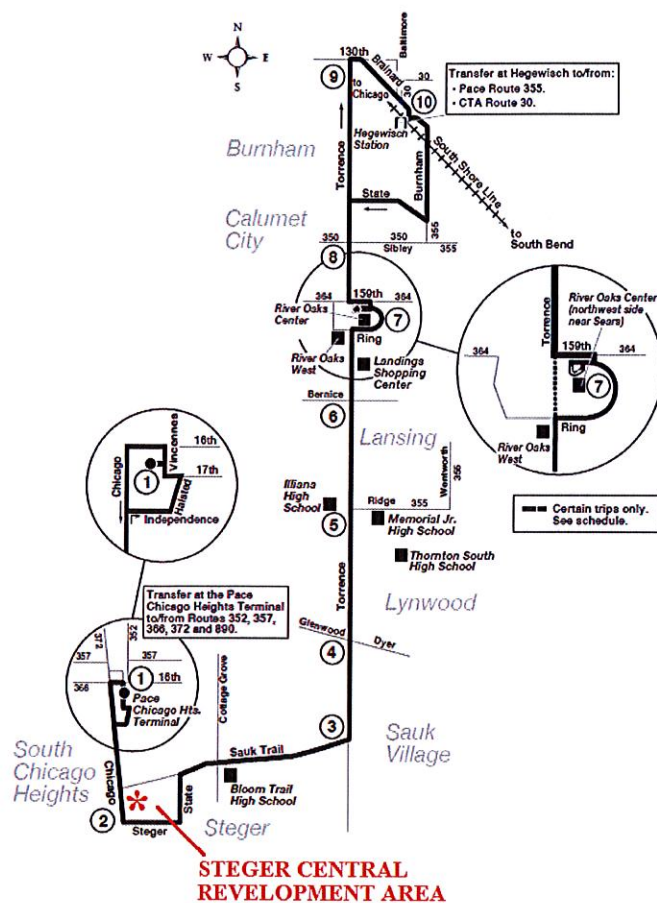 N
W
E
S
130th
Baltimore
Brainard
30
30
9
to
Chicago
10
Transfer at Hegewisch to/from:
• Pace Route 355.
• CTA Route 30.
Hegewisch
Station
Burnham
Torrence
Burnham
South Shore Line
State
355
to
South Bend
Calumet
City
350
350
355
Sibley
8
364
159th
364
River Oaks
Center
7
Ring
River Oaks
West
Landings
Shopping
Center
Torrence
River Oaks Center
(northwest side
near Sears)
159th
364
364
7
Ring
River Oaks
West
Bernice
6
Lansing
Vincennes
16th
1
17th
Chicago
Halsted
Independence
Wentworth
355
Illiana
High
School
Ridge
355
5
Memorial Jr.
High School
Thornton South
High School
Certain trips only.
See schedule.
Transfer at the Pace
Chicago Heights Terminal
to/from Routes 352, 357,
366, 372 and 890.
Torrence
Lynwood
Glenwood
Dyer
4
372
352
357
357
1
16th
366
Pace
Chicago Hts.
Terminal
Cottage Grove
3
Sauk
Village
Sauk Trail
South
Chicago
Heights
Chicago
State
Bloom Trail
High School
2
*
Steger
Steger
STEGER CENTRAL
REVELOPMENT AREA